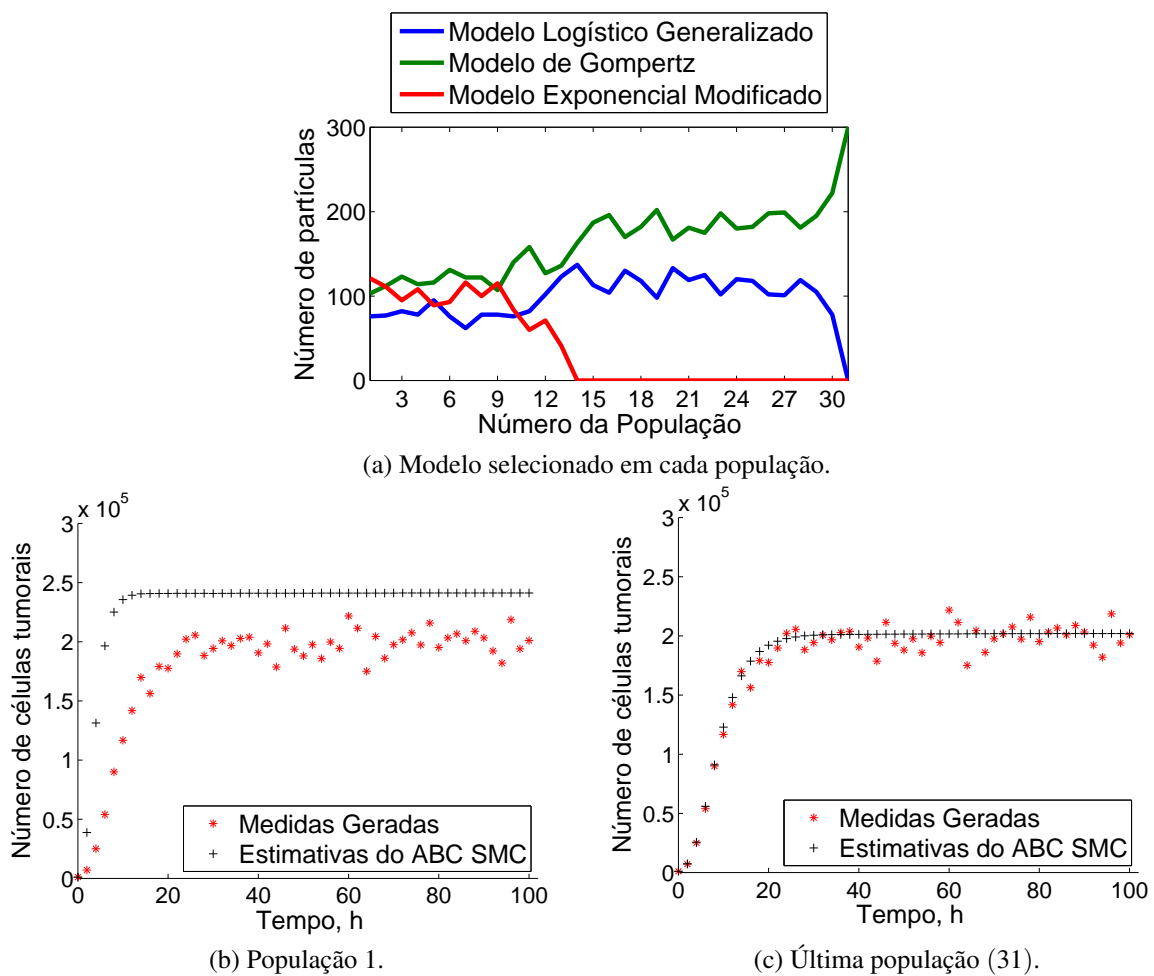 Modelo Logístico Generalizado
Modelo de Gompertz
Modelo Exponencial Modificado
Número de partículas
300
200
100
0
3 6 9 12 15 18 21 24 27 30
Número da População
(a) Modelo selecionado em cada população.
x 10^5
Número de células tumorais
3
2.5
2
1.5
1
0.5
0
0 20 40 60 80 100
Medidas Geradas
Estimativas do ABC SMC
Tempo, h
(b) População 1.
x 10^5
Número de células tumorais
3
2.5
2
1.5
1
0.5
0
0 20 40 60 80 100
Medidas Geradas
Estimativas do ABC SMC
Tempo, h
(c) Última população (31).